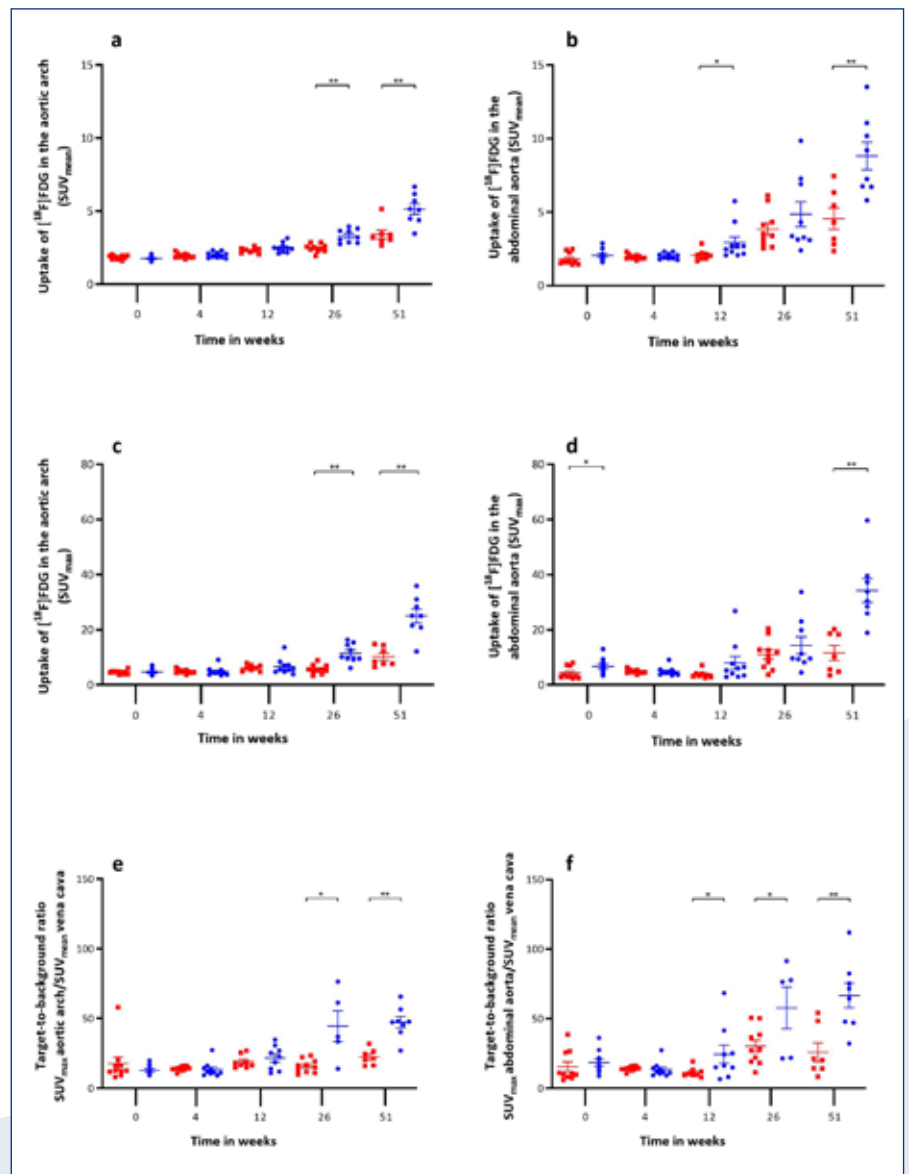 a
Uptake of [18F]FDG in the aortic arch
(SUVmean)
15
10
5
0
** **
0 4 12 26 51
Time in weeks
b
Uptake of [18F]FDG in the
abdominal aorta (SUVmean)
15
10
5
0
* **
0 4 12 26 51
Time in weeks
c
Uptake of [18F]FDG in the aortic arch
(SUVmax)
80
60
40
20
0
** **
0 4 12 26 51
Time in weeks
d
Uptake of [18F]FDG in the
abdominal aorta (SUVmax)
80
60
40
20
0
* **
0 4 12 26 51
Time in weeks
e
Target-to-background ratio
SUVmax aortic arch/SUVmean vena cava
150
100
50
0
* **
0 4 12 26 51
Time in weeks
f
Target-to-background ratio
SUVmax abdominal aorta/SUVmean vena cava
150
100
50
0
* * **
0 4 12 26 51
Time in weeks